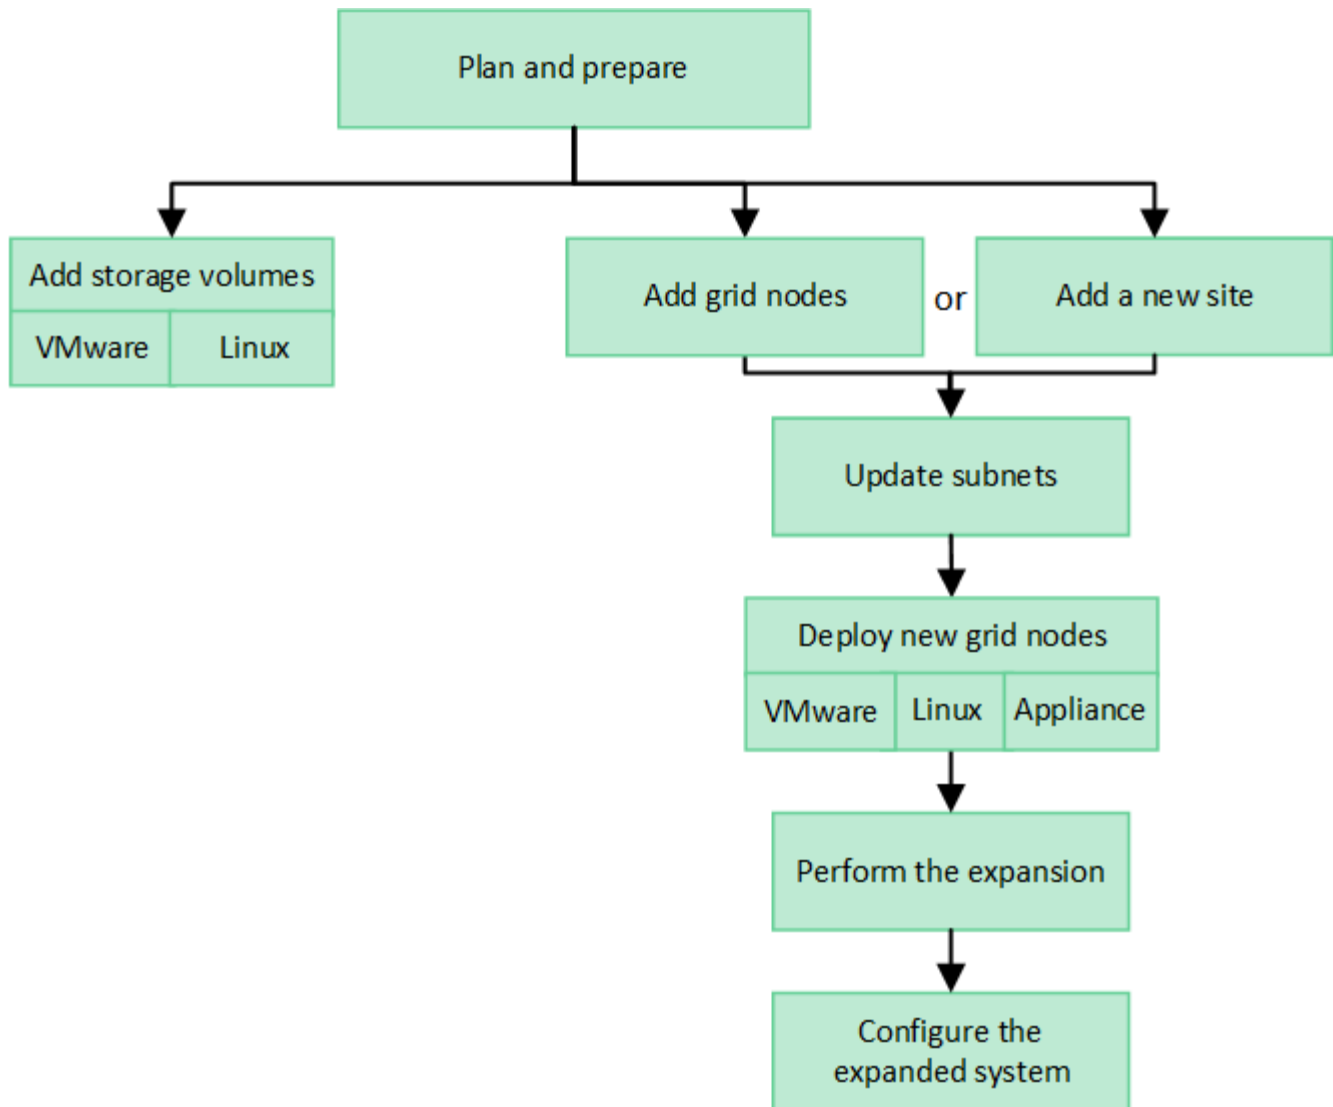 Plan and prepare
Add storage volumes
VMware
Linux
Add grid nodes
or
Add a new site
Update subnets
Deploy new grid nodes
VMware
Linux
Appliance
Perform the expansion
Configure the
expanded system